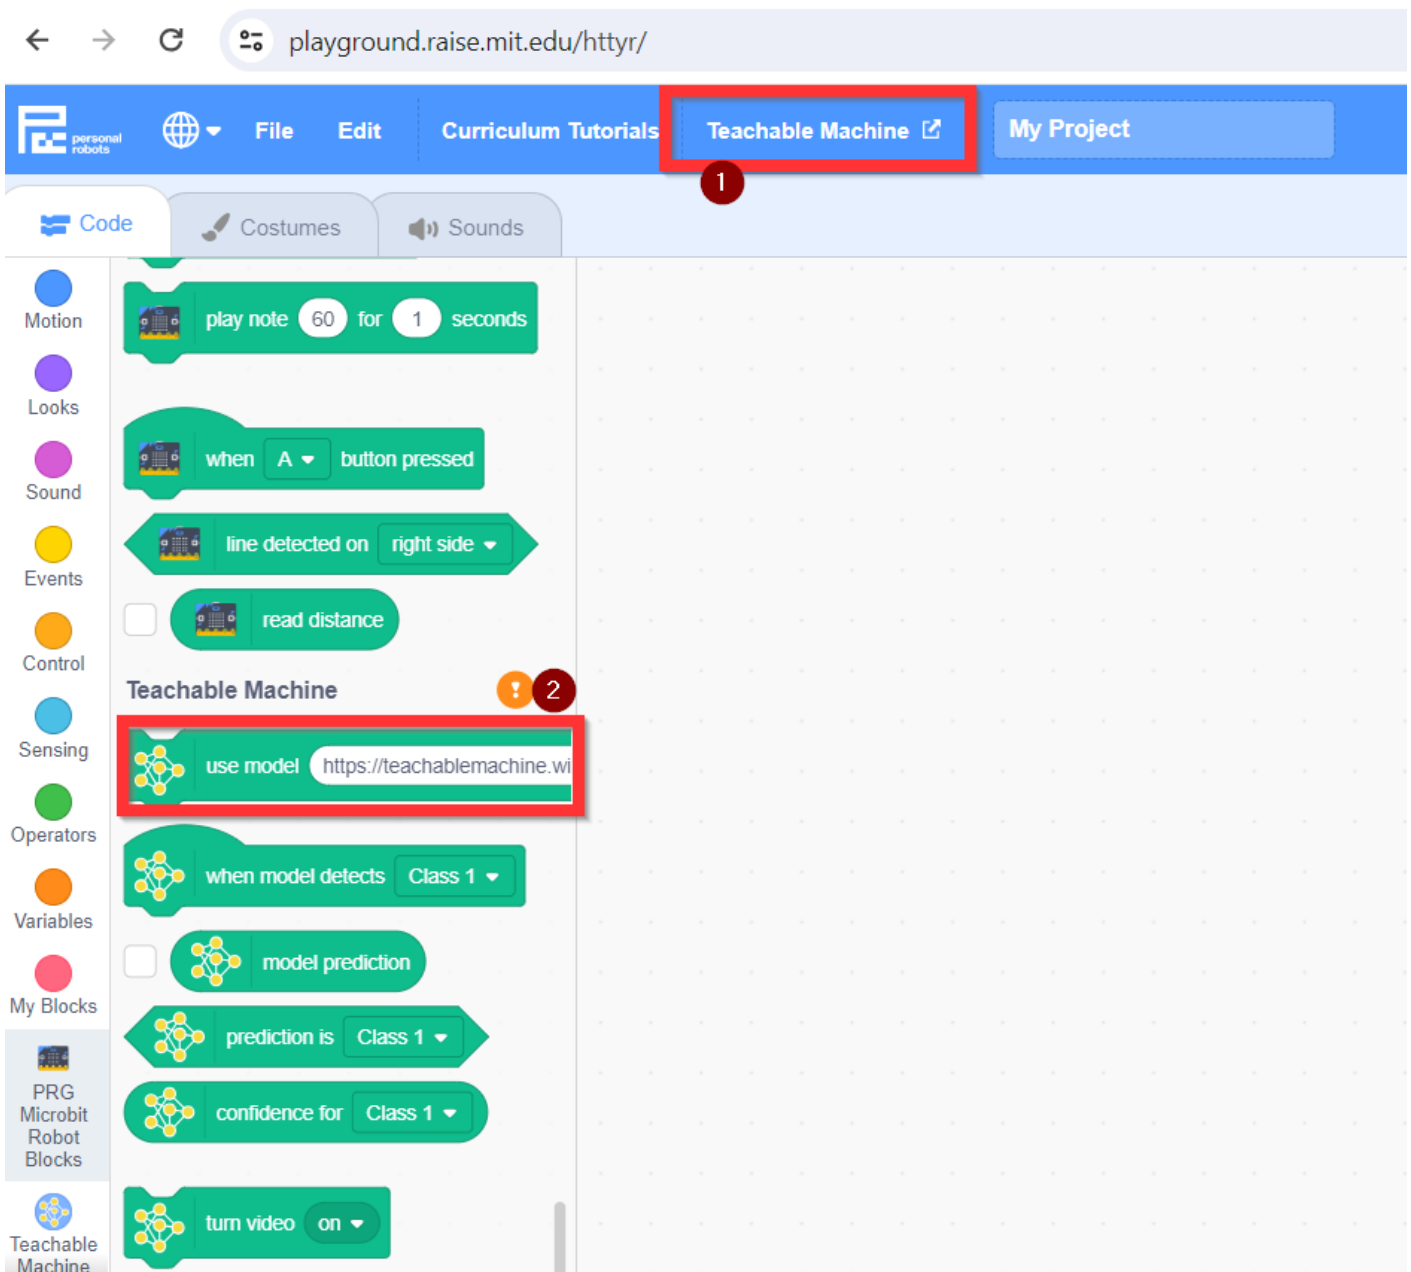 playground.raise.mit.edu/httyr/
personal robots
File Edit Curriculum Tutorials Teachable Machine My Project
1
Code Costumes Sounds
Motion
Looks
Sound
Events
Control
Sensing
Operators
Variables
My Blocks
PRG
Microbit
Robot
Blocks
Teachable
Machine
play note 60 for 1 seconds
when A button pressed
line detected on right side
read distance
Teachable Machine ! 2
use model https://teachablemachine.wi
when model detects Class 1
model prediction
prediction is Class 1
confidence for Class 1
turn video on